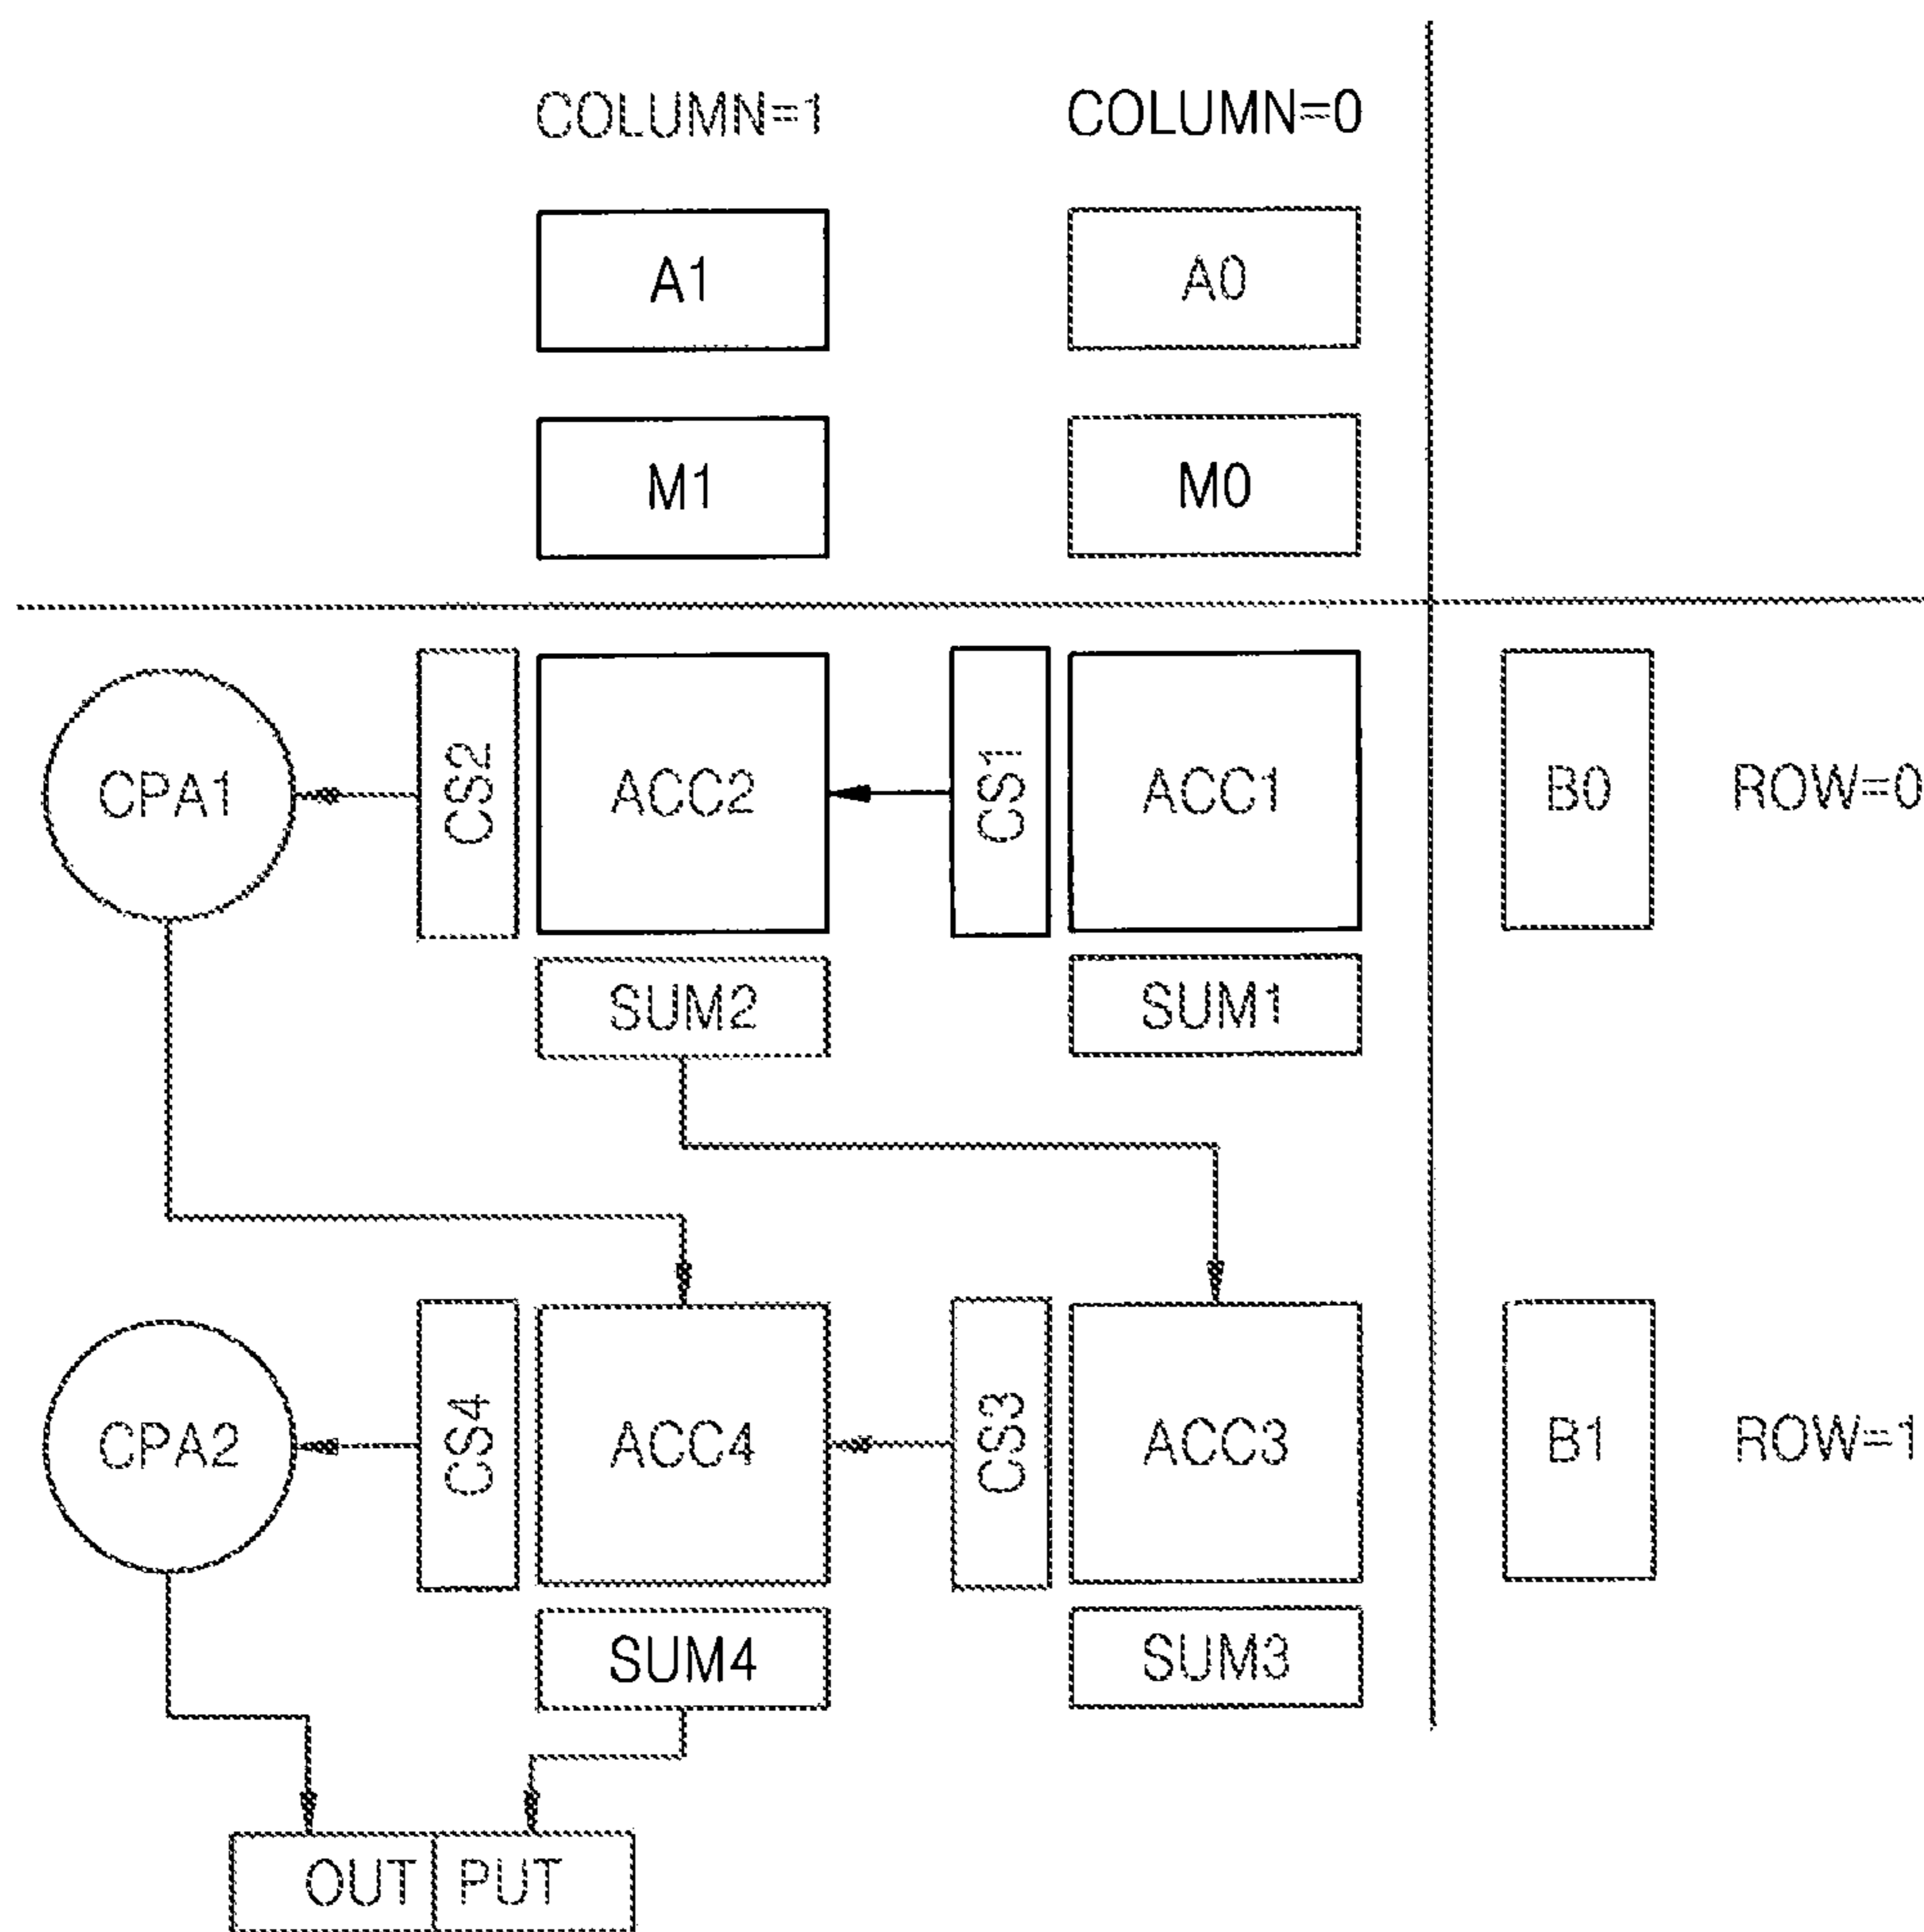 COLUMN=1 COLUMN=0
A1 A0
M1 M0
CPA1 CS2 ACC2 CS1 ACC1 B0 ROW=0
SUM2 SUM1
CPA2 CS4 ACC4 CS3 ACC3 B1 ROW=1
SUM4 SUM3
OUT PUT